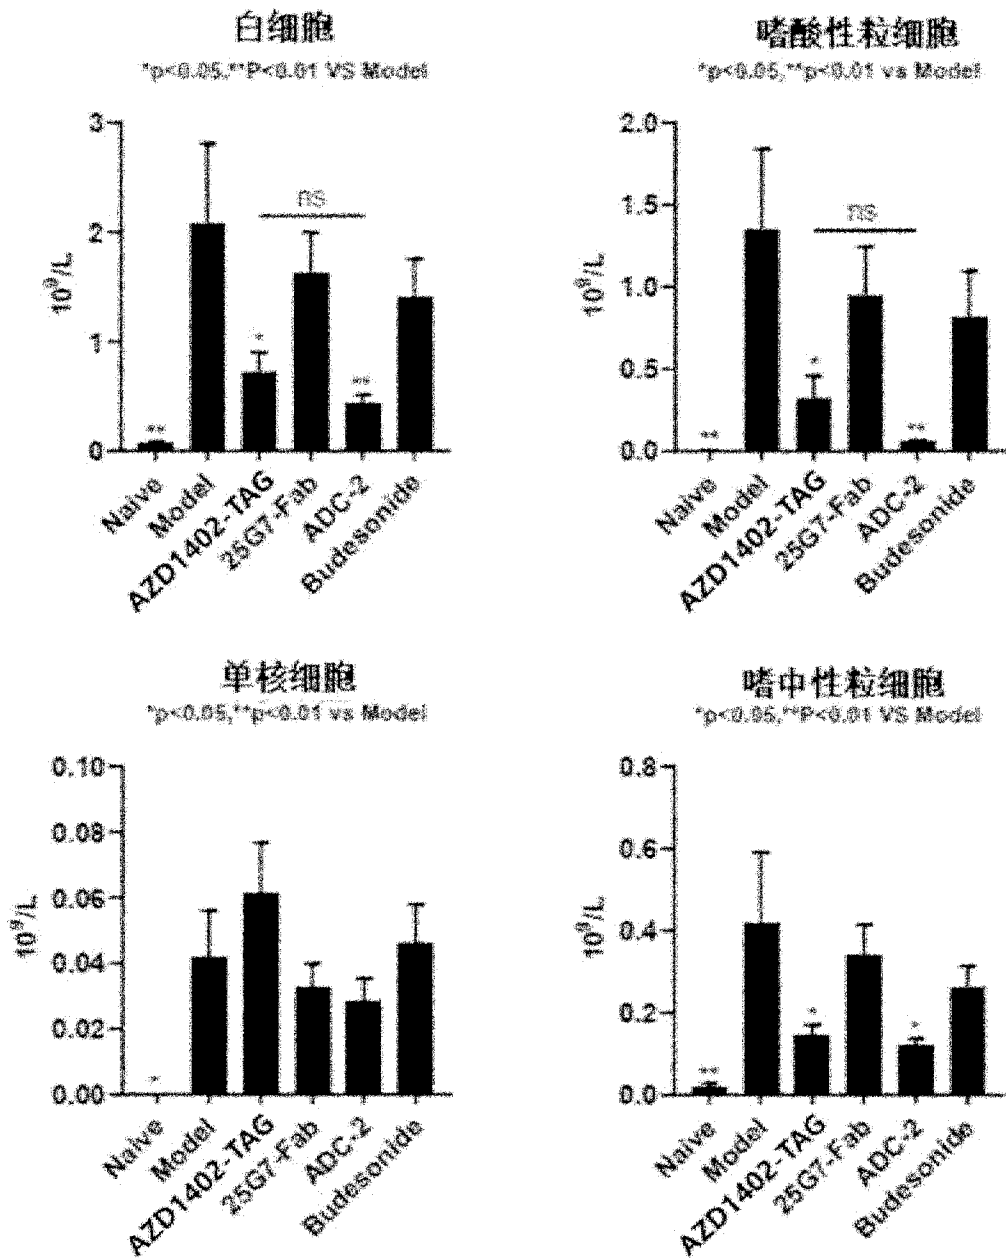 白细胞
*p<0.05,**P<0.01 VS Model
3
2
1
0
10⁹/L
ns
*
**
**
Naive
Model
AZD1402-TAG
25G7-Fab
ADC-2
Budesonide
嗜酸性粒细胞
*p<0.05,**p<0.01 vs Model
2.0
1.5
1.0
0.5
0.0
10⁹/L
ns
*
**
**
Naive
Model
AZD1402-TAG
25G7-Fab
ADC-2
Budesonide
单核细胞
*p<0.05,**p<0.01 vs Model
0.10
0.08
0.06
0.04
0.02
0.00
10⁹/L
*
Naive
Model
AZD1402-TAG
25G7-Fab
ADC-2
Budesonide
嗜中性粒细胞
*p<0.05,**P<0.01 VS Model
0.8
0.6
0.4
0.2
0.0
10⁹/L
**
*
*
Naive
Model
AZD1402-TAG
25G7-Fab
ADC-2
Budesonide